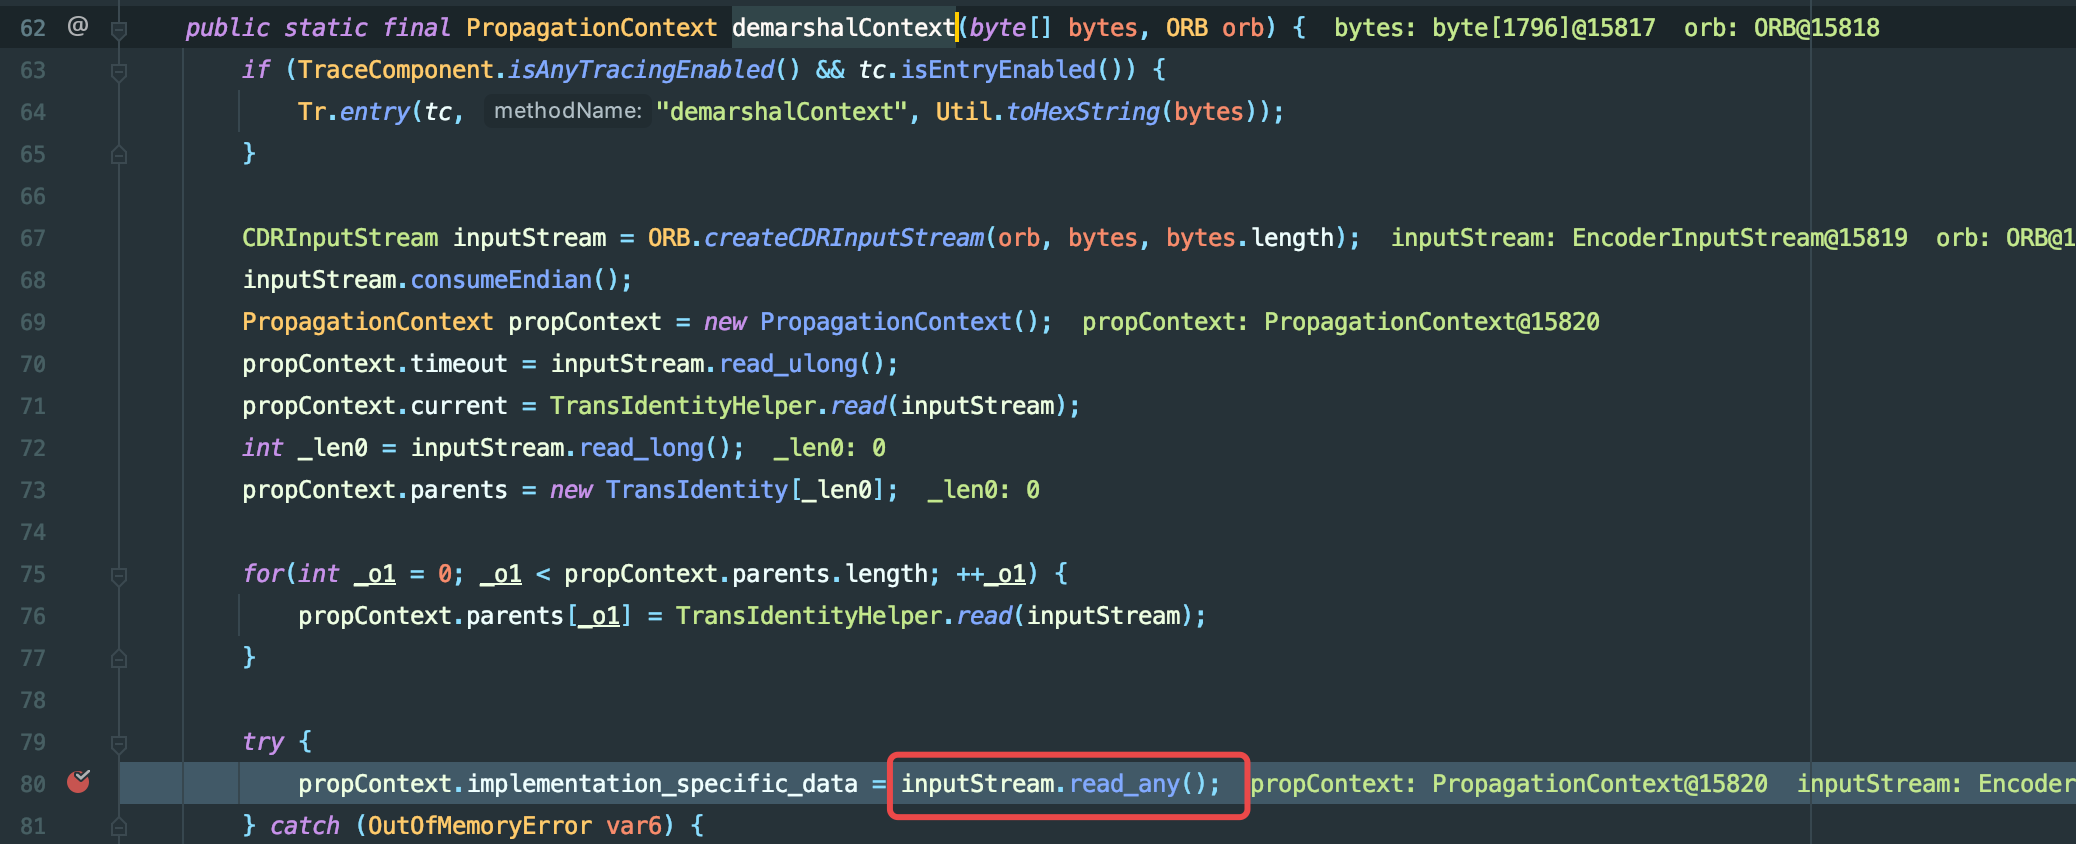 62 @ public static final PropagationContext demarshalContext(byte[] bytes, ORB orb) {  bytes: byte[1796]@15817  orb: ORB@15818
63 if (TraceComponent.isAnyTracingEnabled() && tc.isEntryEnabled()) {
64 Tr.entry(tc, methodName: "demarshalContext", Util.toHexString(bytes));
65 }
66
67 CDRInputStream inputStream = ORB.createCDRInputStream(orb, bytes, bytes.length);  inputStream: EncoderInputStream@15819  orb: ORB@1
68 inputStream.consumeEndian();
69 PropagationContext propContext = new PropagationContext();  propContext: PropagationContext@15820
70 propContext.timeout = inputStream.read_ulong();
71 propContext.current = TransIdentityHelper.read(inputStream);
72 int _len0 = inputStream.read_long();  _len0: 0
73 propContext.parents = new TransIdentity[_len0];  _len0: 0
74
75 for(int _o1 = 0; _o1 < propContext.parents.length; ++_o1) {
76 propContext.parents[_o1] = TransIdentityHelper.read(inputStream);
77 }
78
79 try {
80 propContext.implementation_specific_data = inputStream.read_any();  propContext: PropagationContext@15820  inputStream: Encoder
81 } catch (OutOfMemoryError var6) {